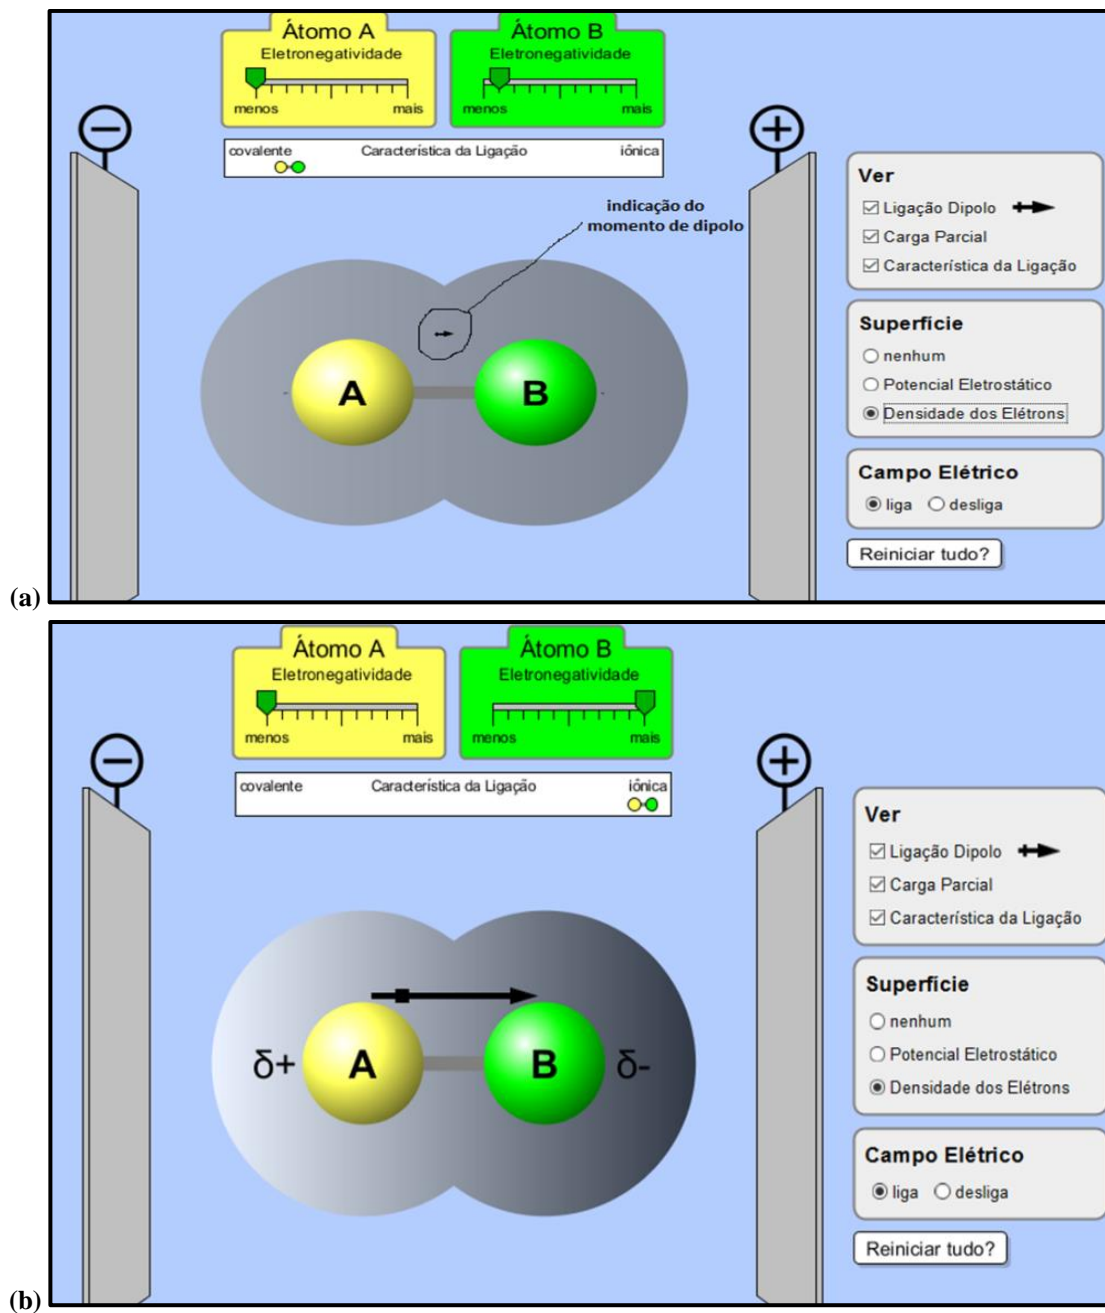 Átomo A
Eletronegatividade
menos mais
Átomo B
Eletronegatividade
menos mais
covalente Característica da Ligação iônica
−
+
indicação do
momento de dipolo
A
B
Ver
Ligação Dipolo
Carga Parcial
Característica da Ligação
Superfície
nenhum
Potencial Eletrostático
Densidade dos Elétrons
Campo Elétrico
liga desliga
Reiniciar tudo?
(a)
Átomo A
Eletronegatividade
menos mais
Átomo B
Eletronegatividade
menos mais
covalente Característica da Ligação iônica
−
+
δ+ A B δ-
Ver
Ligação Dipolo
Carga Parcial
Característica da Ligação
Superfície
nenhum
Potencial Eletrostático
Densidade dos Elétrons
Campo Elétrico
liga desliga
Reiniciar tudo?
(b)